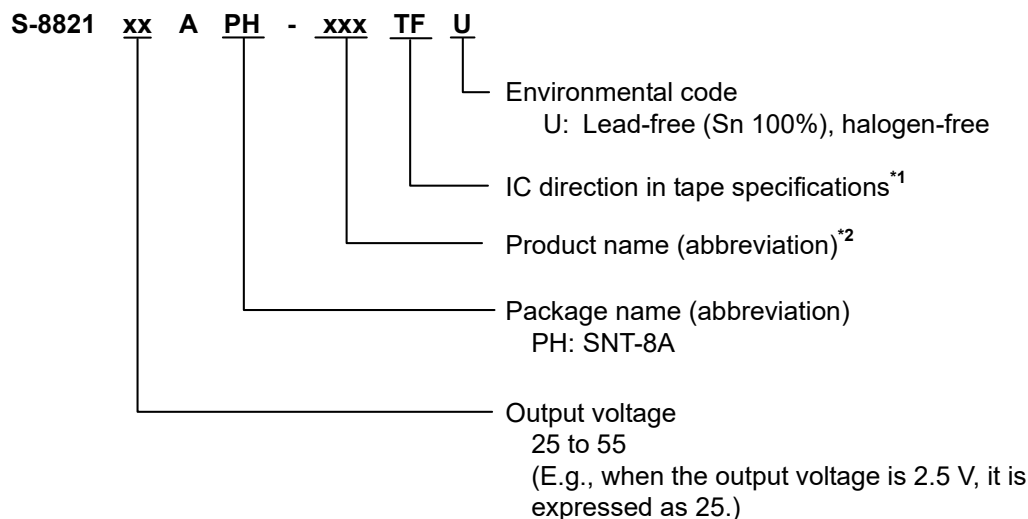 S-8821 xx A PH - xxx TF U
Environmental code
U: Lead-free (Sn 100%), halogen-free
IC direction in tape specifications*1
Product name (abbreviation)*2
Package name (abbreviation)
PH: SNT-8A
Output voltage
25 to 55
(E.g., when the output voltage is 2.5 V, it is
expressed as 25.)